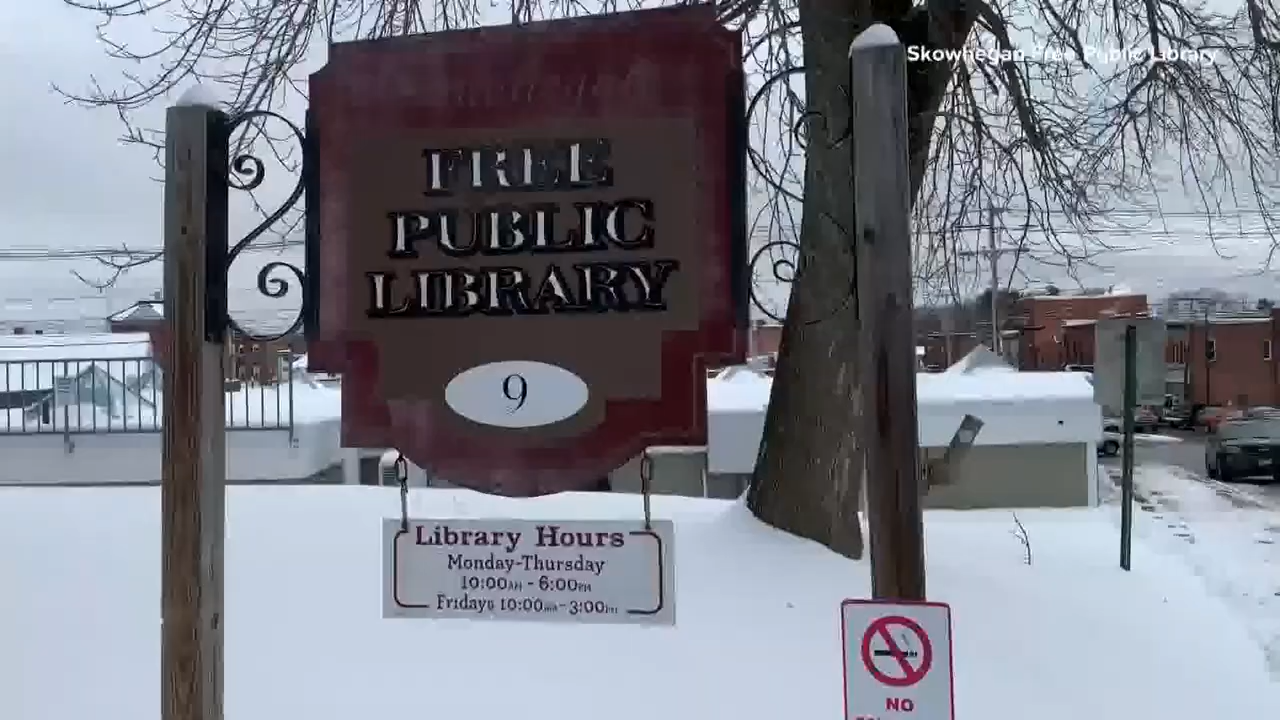 Skowhegan Free Public Library
FREE
PUBLIC
LIBRARY
9
Library Hours
Monday-Thursday
10:00AM - 6:00PM
Fridays 10:00AM - 3:00PM
NO